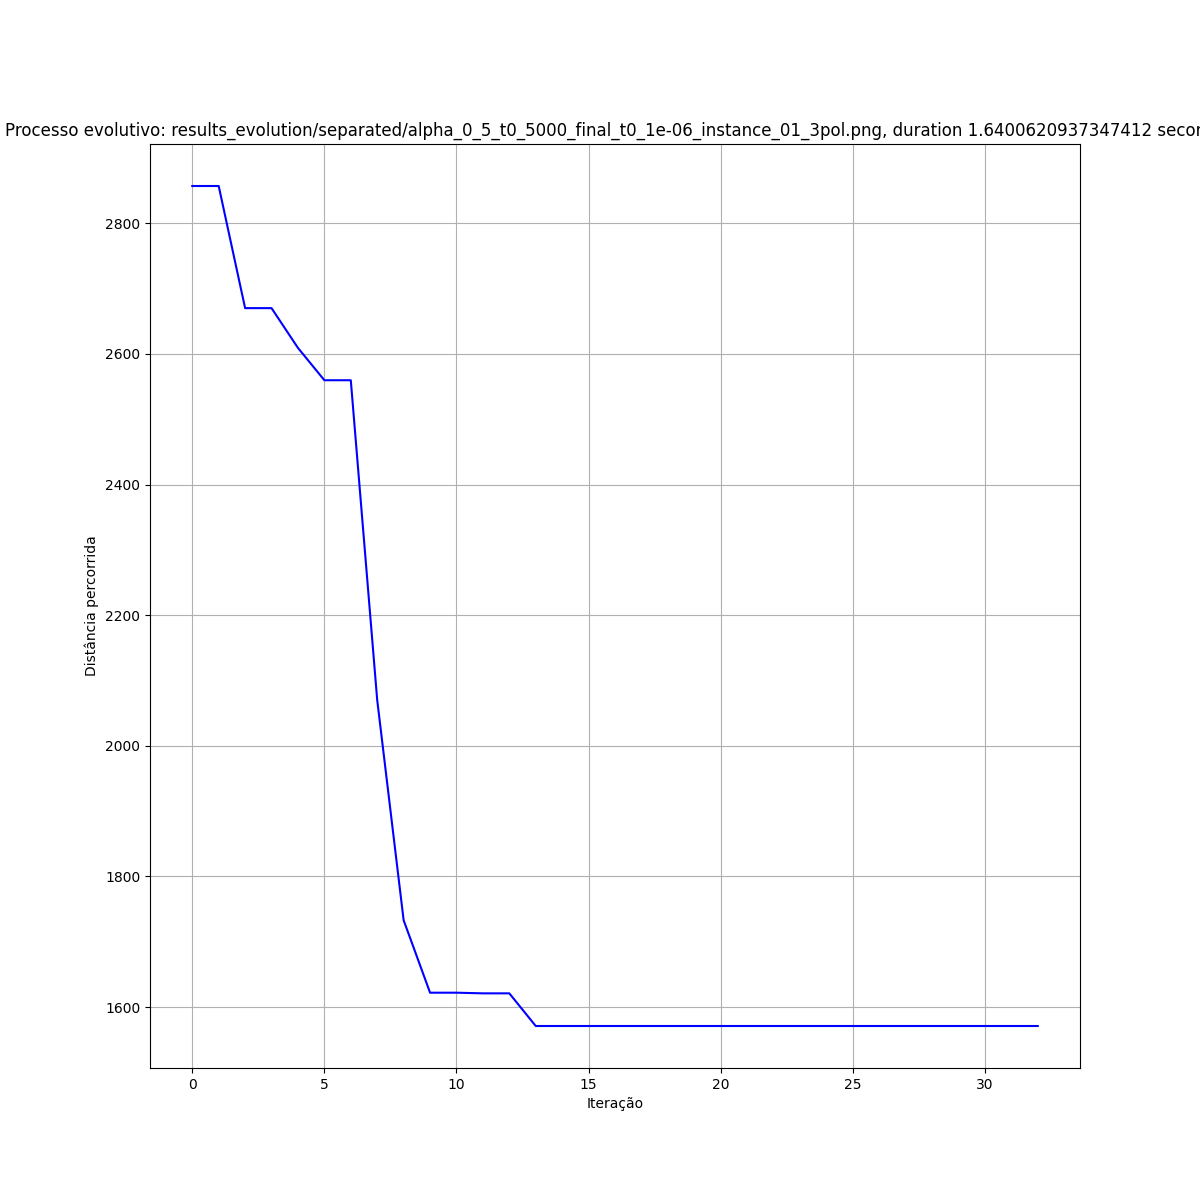 Processo evolutivo: results_evolution/separated/alpha_0_5_t0_5000_final_t0_1e-06_instance_01_3pol.png, duration 1.6400620937347412
2800
2600
2400
2200
2000
1800
1600
Distância percorrida
0 5 10 15 20 25 30
Iteração